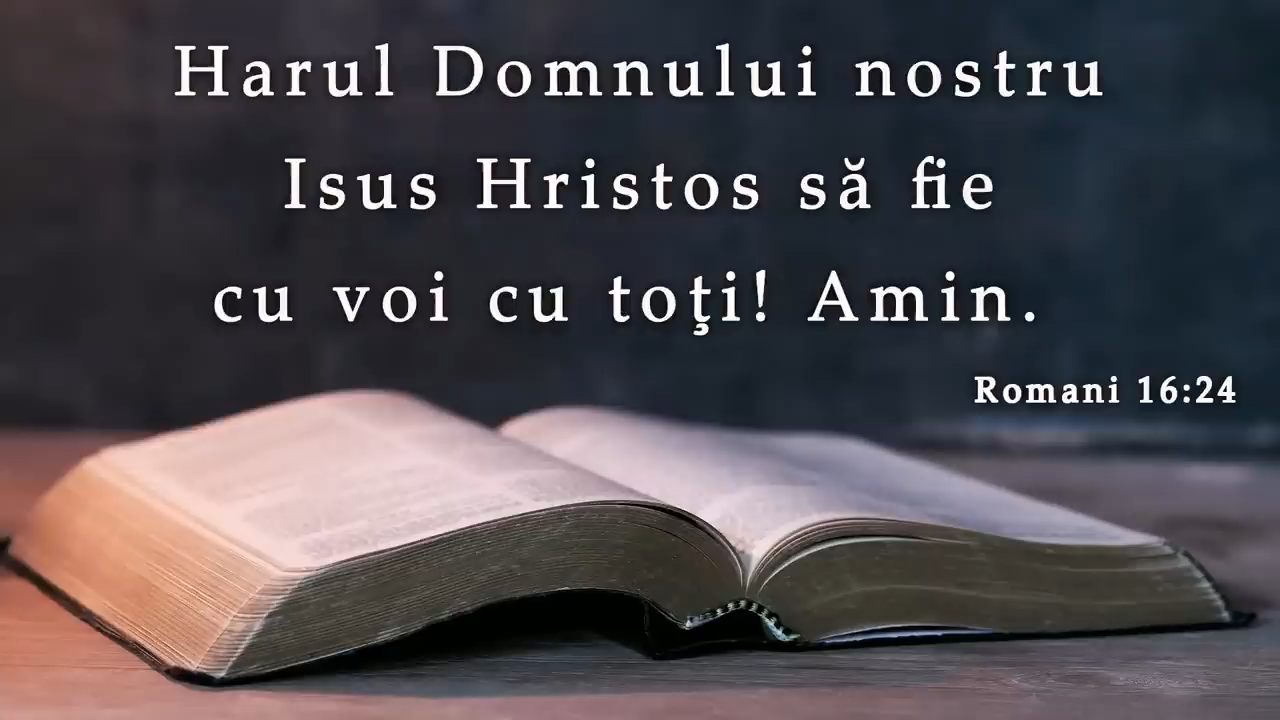 Harul Domnului nostru
Isus Hristos să fie
cu voi cu toţi! Amin.
Romani 16:24